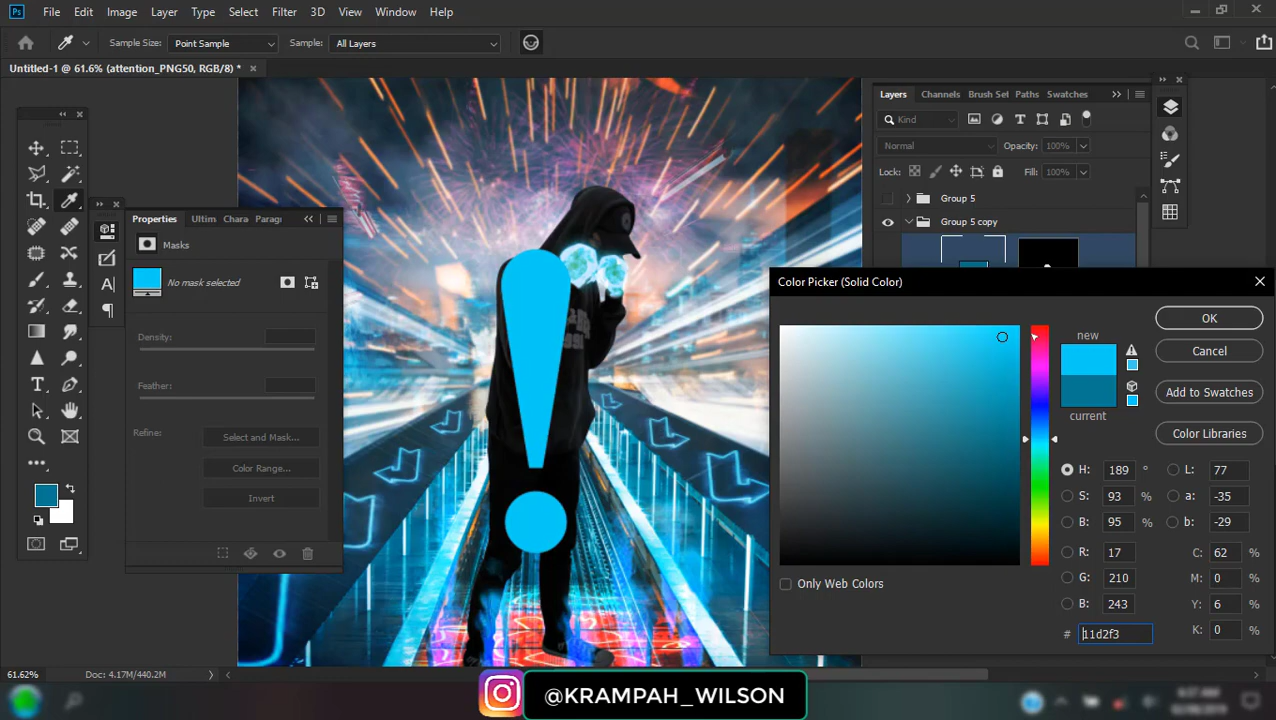 Ps File Edit Image Layer Type Select Filter 3D View Window Help
Sample Size: Point Sample Sample: All Layers
Untitled-1 @ 61.6% (attention_PNG50, RGB/8) * ×
Layers Channels Brush Set Paths Swatches
Kind
Normal Opacity: 100%
Lock: Fill: 100%
Group 5
Group 5 copy
Properties Ultim Chara Paragi
Masks
No mask selected
Density:
Feather:
Refine: Select and Mask...
Color Range...
Invert
Color Picker (Solid Color)
new
current
OK
Cancel
Add to Swatches
Color Libraries
H: 189 ° L: 77
S: 93 % a: -35
B: 95 % b: -29
R: 17 C: 62 %
G: 210 M: 0 %
B: 243 Y: 6 %
# 11d2f3 K: 0 %
Only Web Colors
61.62% Doc: 4.17M/440.2M
@KRAMPAH_WILSON